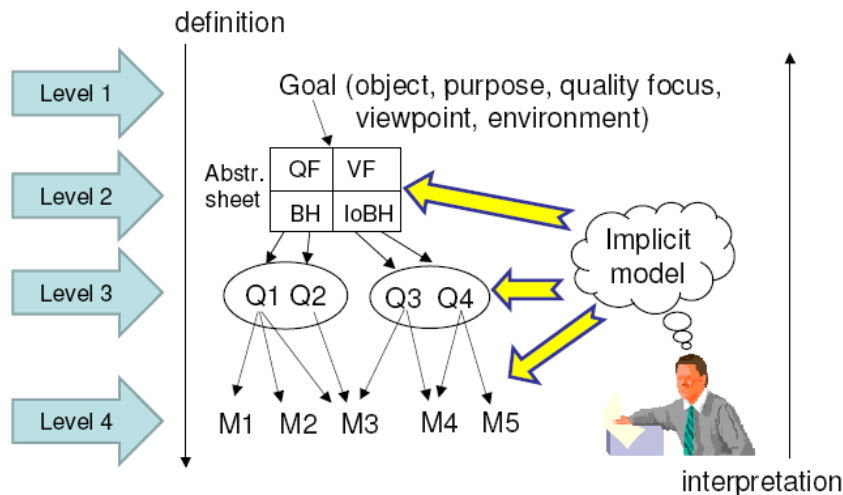 definition
Level 1
Goal (object, purpose, quality focus,
viewpoint, environment)
Level 2
Abstr.
sheet
QF VF
BH IoBH
Implicit
model
Level 3
Q1 Q2
Q3 Q4
Level 4
M1 M2 M3 M4 M5
interpretation